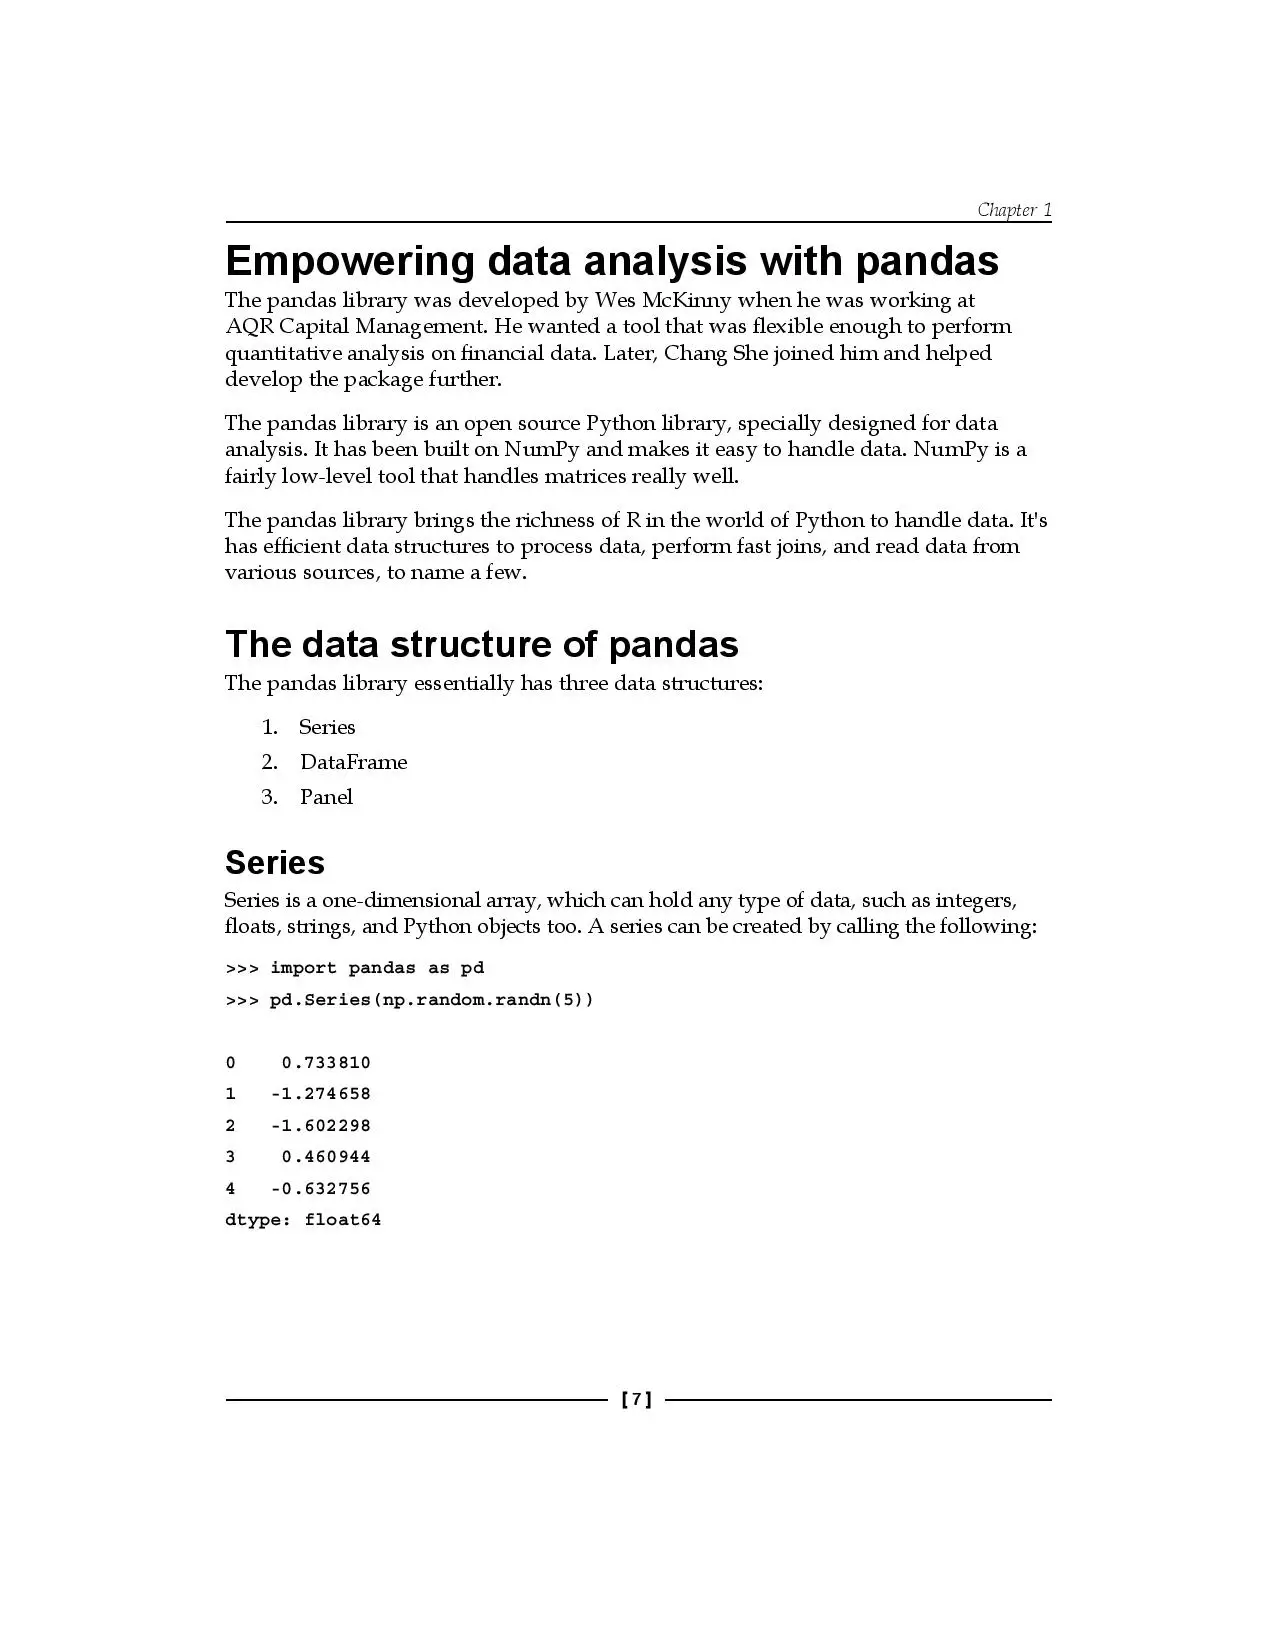 Chapter 1
Empowering data analysis with pandas
The pandas library was developed by Wes McKinny when he was working at
AQR Capital Management. He wanted a tool that was flexible enough to perform
quantitative analysis on financial data. Later, Chang She joined him and helped
develop the package further.
The pandas library is an open source Python library, specially designed for data
analysis. It has been built on NumPy and makes it easy to handle data. NumPy is a
fairly low-level tool that handles matrices really well.
The pandas library brings the richness of R in the world of Python to handle data. It's
has efficient data structures to process data, perform fast joins, and read data from
various sources, to name a few.
The data structure of pandas
The pandas library essentially has three data structures:
1. Series
2. DataFrame
3. Panel
Series
Series is a one-dimensional array, which can hold any type of data, such as integers,
floats, strings, and Python objects too. A series can be created by calling the following:
>>> import pandas as pd
>>> pd.Series(np.random.randn(5))
0    0.733810
1   -1.274658
2   -1.602298
3    0.460944
4   -0.632756
dtype: float64
[ 7 ]